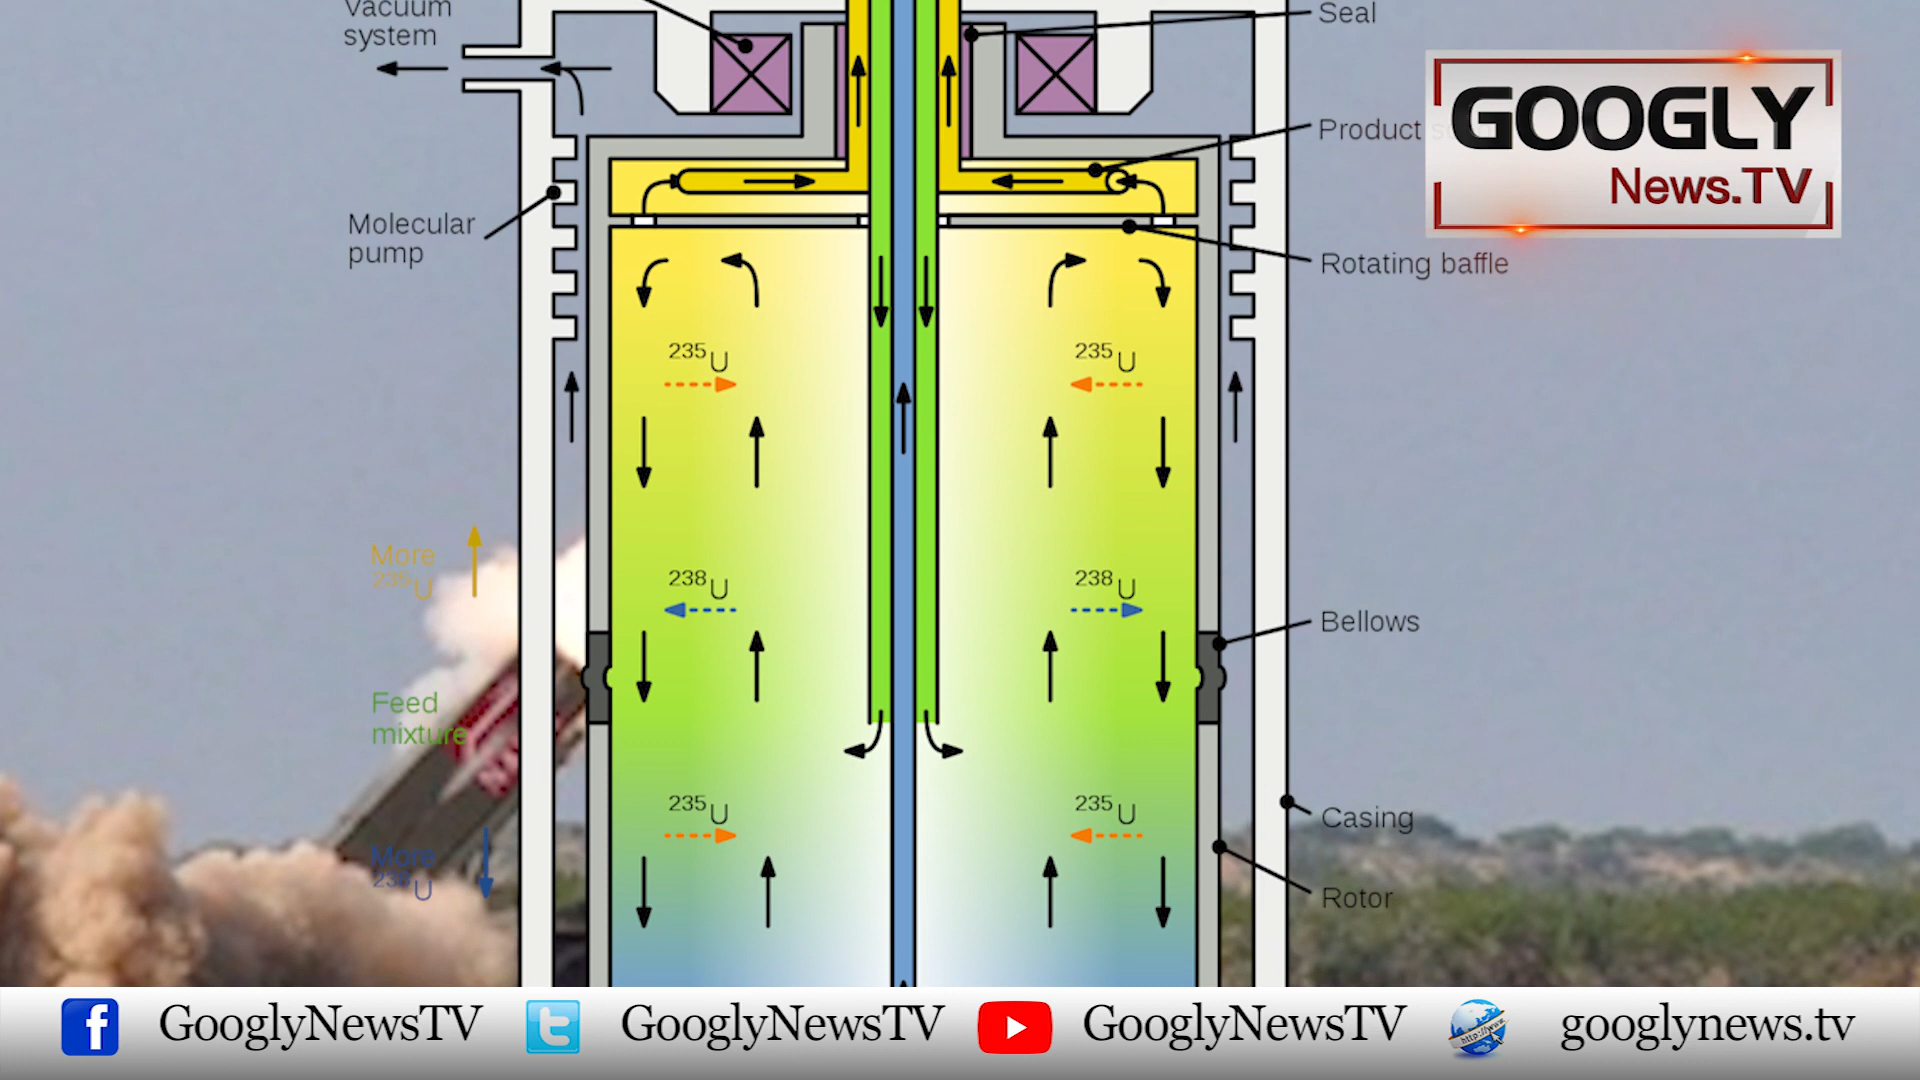 Vacuum
system
Seal
Product
GOOGLY
News.TV
Molecular
pump
Rotating baffle
235U
235U
More
235U
238U
238U
Bellows
Feed
mixture
235U
235U
Casing
More
238U
Rotor
GooglyNewsTV
GooglyNewsTV
GooglyNewsTV
googlynews.tv